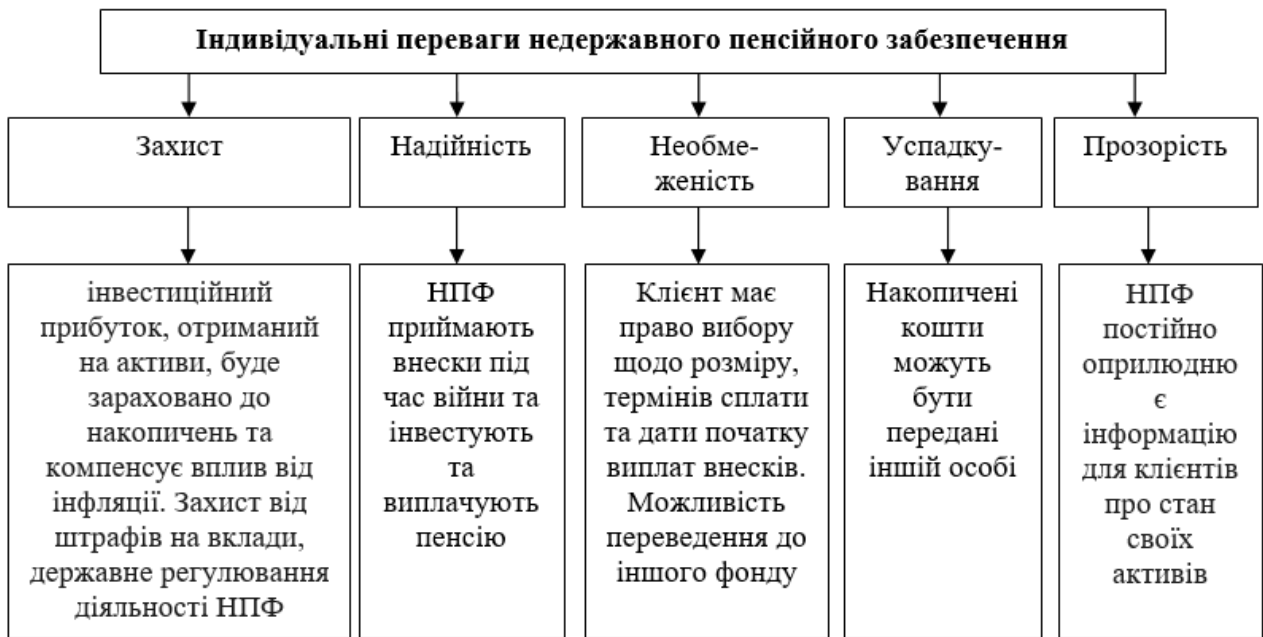 Індивідуальні переваги недержавного пенсійного забезпечення
Захист
Надійність
Необме-
женість
Успадку-
вання
Прозорість
інвестиційний
прибуток, отриманий
на активи, буде
зараховано до
накопичень та
компенсує вплив від
інфляції. Захист від
штрафів на вклади,
державне регулювання
діяльності НПФ
НПФ
приймають
внески під
час війни та
інвестують
та
виплачують
пенсію
Клієнт має
право вибору
щодо розміру,
термінів сплати
та дати початку
виплат внесків.
Можливість
переведення до
іншого фонду
Накопичені
кошти
можуть
бути
передані
іншій особі
НПФ
постійно
оприлюдню
є
інформацію
для клієнтів
про стан
своїх
активів